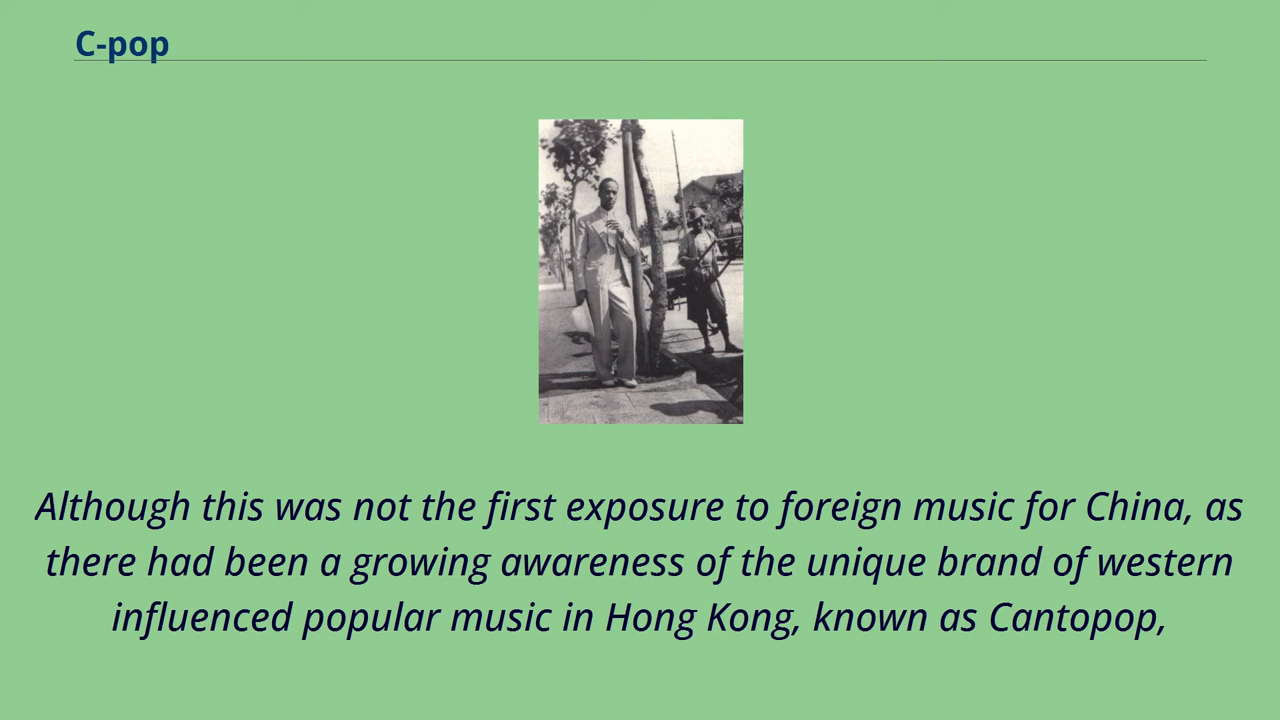 C-pop
Although this was not the first exposure to foreign music for China, as
there had been a growing awareness of the unique brand of western
influenced popular music in Hong Kong, known as Cantopop,